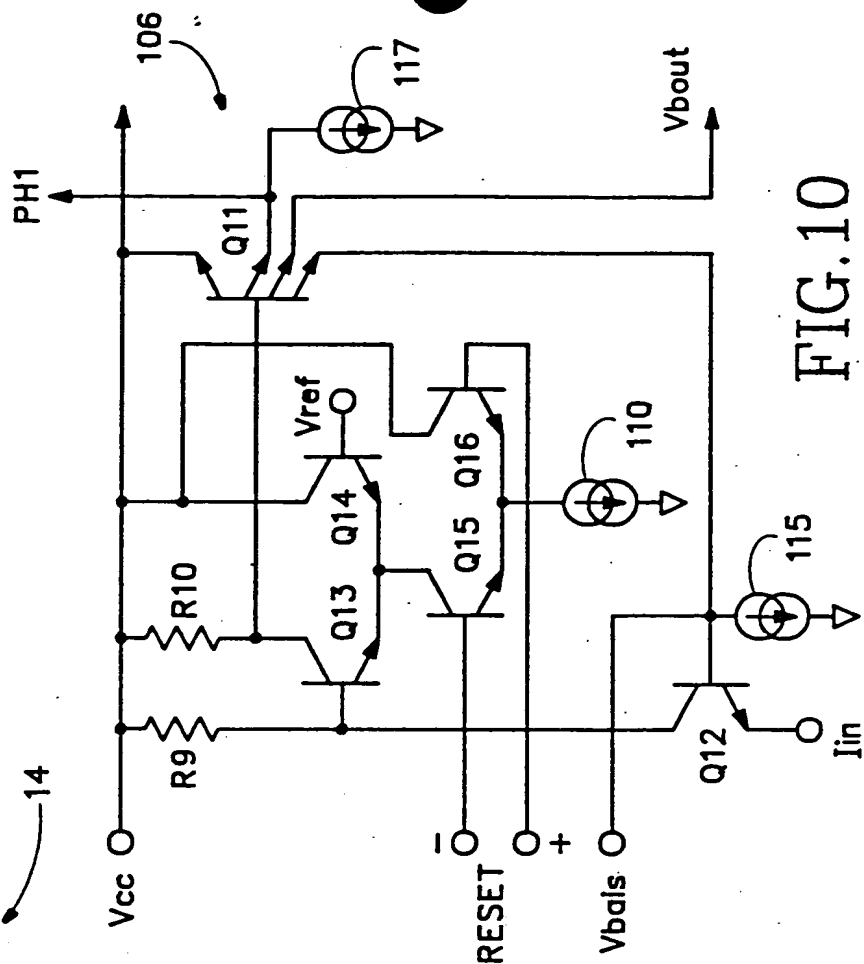 14
106
PH1
117
Vcc
R9
R10
Q11
Q13
Q14
Vref
Q15
Q16
RESET
-
+
110
Vbais
Vbout
115
Q12
Iin
FIG.10